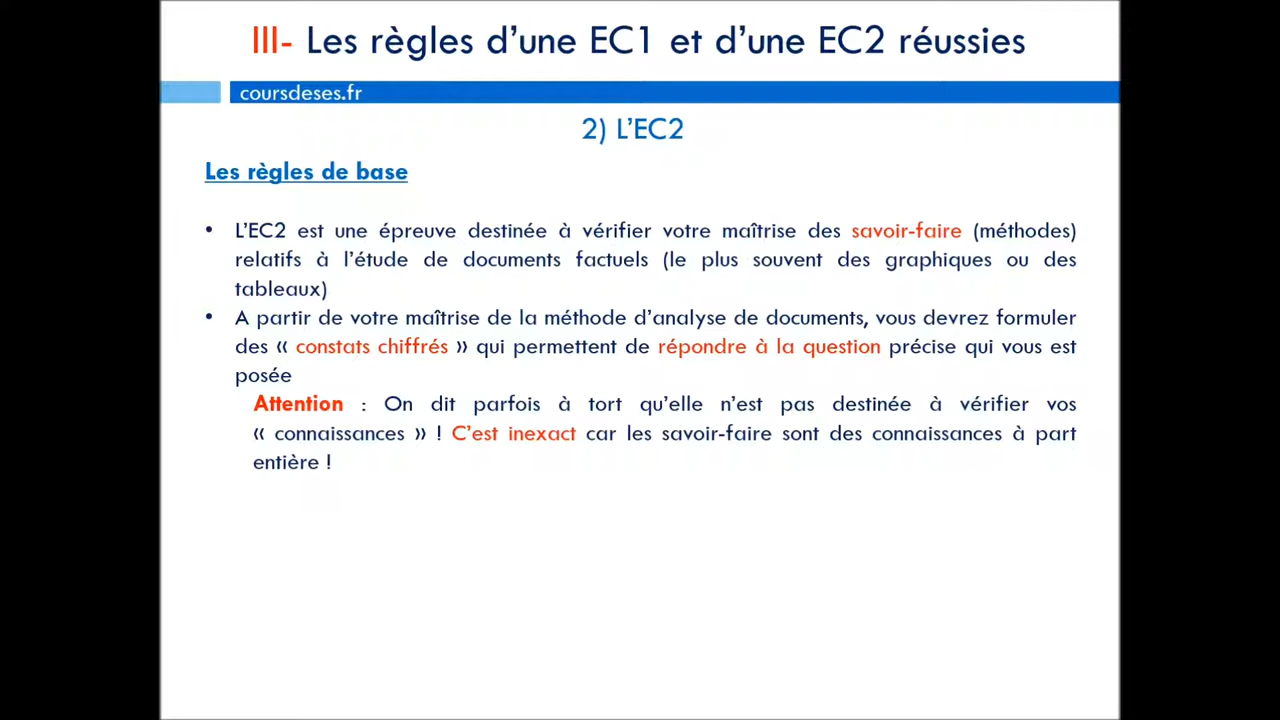 III- Les règles d’une EC1 et d’une EC2 réussies
coursdeses.fr
2) L’EC2
Les règles de base
• L’EC2 est une épreuve destinée à vérifier votre maîtrise des savoir-faire (méthodes)
relatifs à l’étude de documents factuels (le plus souvent des graphiques ou des
tableaux)
• A partir de votre maîtrise de la méthode d’analyse de documents, vous devrez formuler
des « constats chiffrés » qui permettent de répondre à la question précise qui vous est
posée
Attention : On dit parfois à tort qu’elle n’est pas destinée à vérifier vos
« connaissances » ! C’est inexact car les savoir-faire sont des connaissances à part
entière !